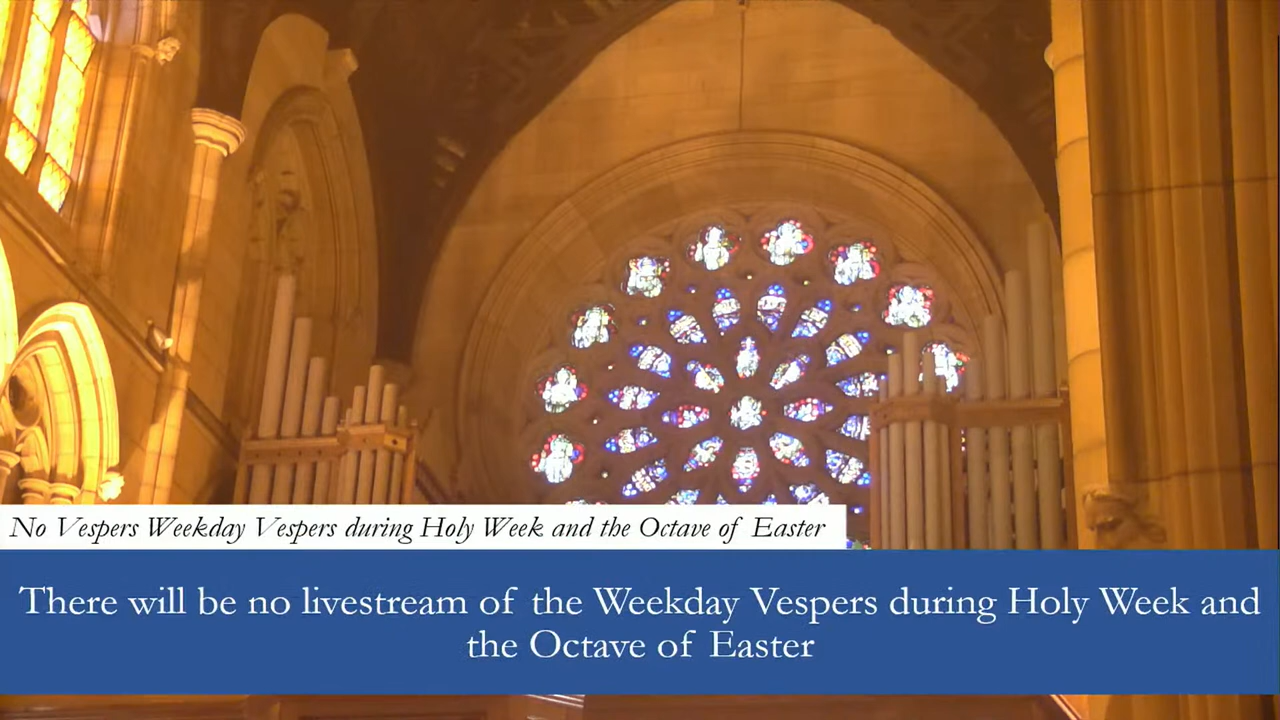 No Vespers Weekday Vespers during Holy Week and the Octave of Easter
There will be no livestream of the Weekday Vespers during Holy Week and
the Octave of Easter